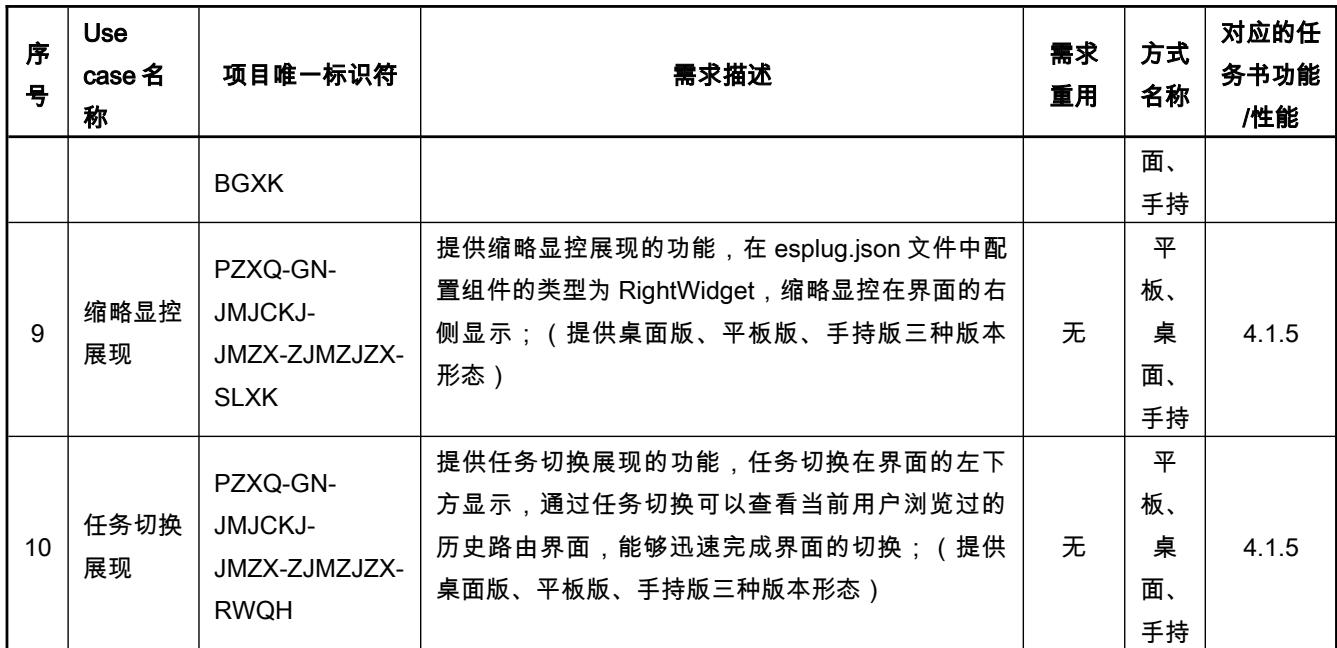 序号
Use case 名称
项目唯一标识符
需求描述
需求重用
方式名称
对应的任务书功能/性能
BGXK
面、
手持
9
缩略显控
展现
PZXQ-GN-
JMJCKJ-
JMZX-ZJMZJZX-
SLXK
提供缩略显控展现的功能，在 esplug.json 文件中配
置组件的类型为 RightWidget，缩略显控在界面的右
侧显示；（提供桌面版、平板版、手持版三种版本
形态）
无
平
板、
桌
面、
手持
4.1.5
10
任务切换
展现
PZXQ-GN-
JMJCKJ-
JMZX-ZJMZJZX-
RWQH
提供任务切换展现的功能，任务切换在界面的左下
方显示，通过任务切换可以查看当前用户浏览过的
历史路由界面，能够迅速完成界面的切换；（提供
桌面版、平板版、手持版三种版本形态）
无
平
板、
桌
面、
手持
4.1.5